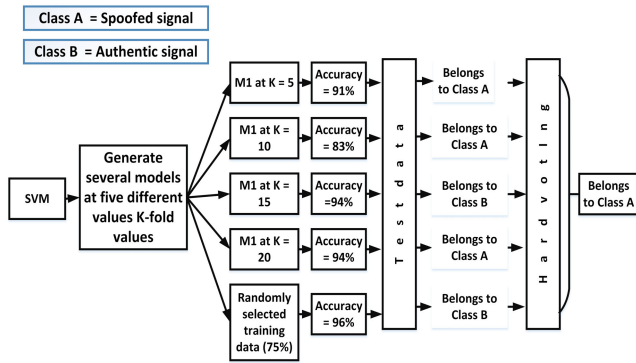 Class A = Spoofed signal
Class B = Authentic signal
SVM
Generate
several models
at five different
values K-fold
values
M1 at K = 5
Accuracy
= 91%
M1 at K =
10
Accuracy
= 83%
M1 at K =
15
Accuracy
=94%
M1 at K =
20
Accuracy
= 94%
Randomly
selected
training
data (75%)
Accuracy
= 96%
Testdata
Belongs
to Class A
Belongs to
Class A
Belongs to
Class B
Belongs to
Class A
Belongs to
Class B
Hardvoting
Belongs
to Class A